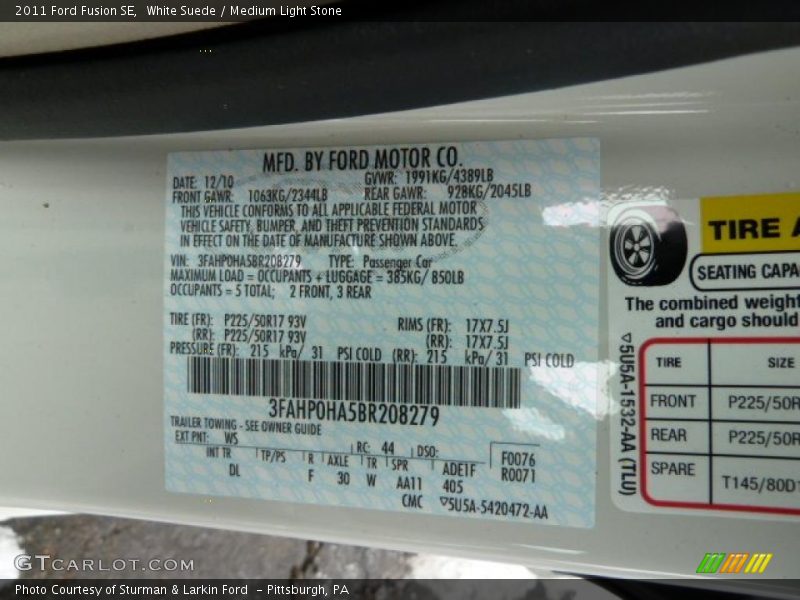 2011 Ford Fusion SE,  White Suede / Medium Light Stone
MFD. BY FORD MOTOR CO.
DATE: 12/10 GVWR: 1991KG/4389LB
FRONT GAWR: 1063KG/2344LB REAR GAWR: 928KG/2045LB
THIS VEHICLE CONFORMS TO ALL APPLICABLE FEDERAL MOTOR
VEHICLE SAFETY, BUMPER, AND THEFT PREVENTION STANDARDS
IN EFFECT ON THE DATE OF MANUFACTURE SHOWN ABOVE.
VIN: 3FAHP0HA5BR208279 TYPE: Passenger Car
MAXIMUM LOAD = OCCUPANTS + LUGGAGE = 385KG/ 850LB
OCCUPANTS = 5 TOTAL; 2 FRONT, 3 REAR
TIRE (FR): P225/50R17 93V RIMS (FR): 17X7.5J
(RR): P225/50R17 93V (RR): 17X7.5J
PRESSURE (FR): 215 kPa/ 31 PSI COLD (RR): 215 kPa/ 31 PSI COLD
3FAHP0HA5BR208279
TRAILER TOWING - SEE OWNER GUIDE
EXT PNT: WS RC: 44 DSO: F0076
INT TR TP/PS R AXLE TR SPR ADE1F R0071
DL F 30 W AA11 405
CMC ▽5U5A-5420472-AA
TIRE A
SEATING CAPA
The combined weight
and cargo should
▽5U5A-1532-AA (TLU)
TIRE SIZE
FRONT P225/50R
REAR P225/50R
SPARE T145/80D1
GTCARLOT.COM
Photo Courtesy of Sturman & Larkin Ford  - Pittsburgh, PA